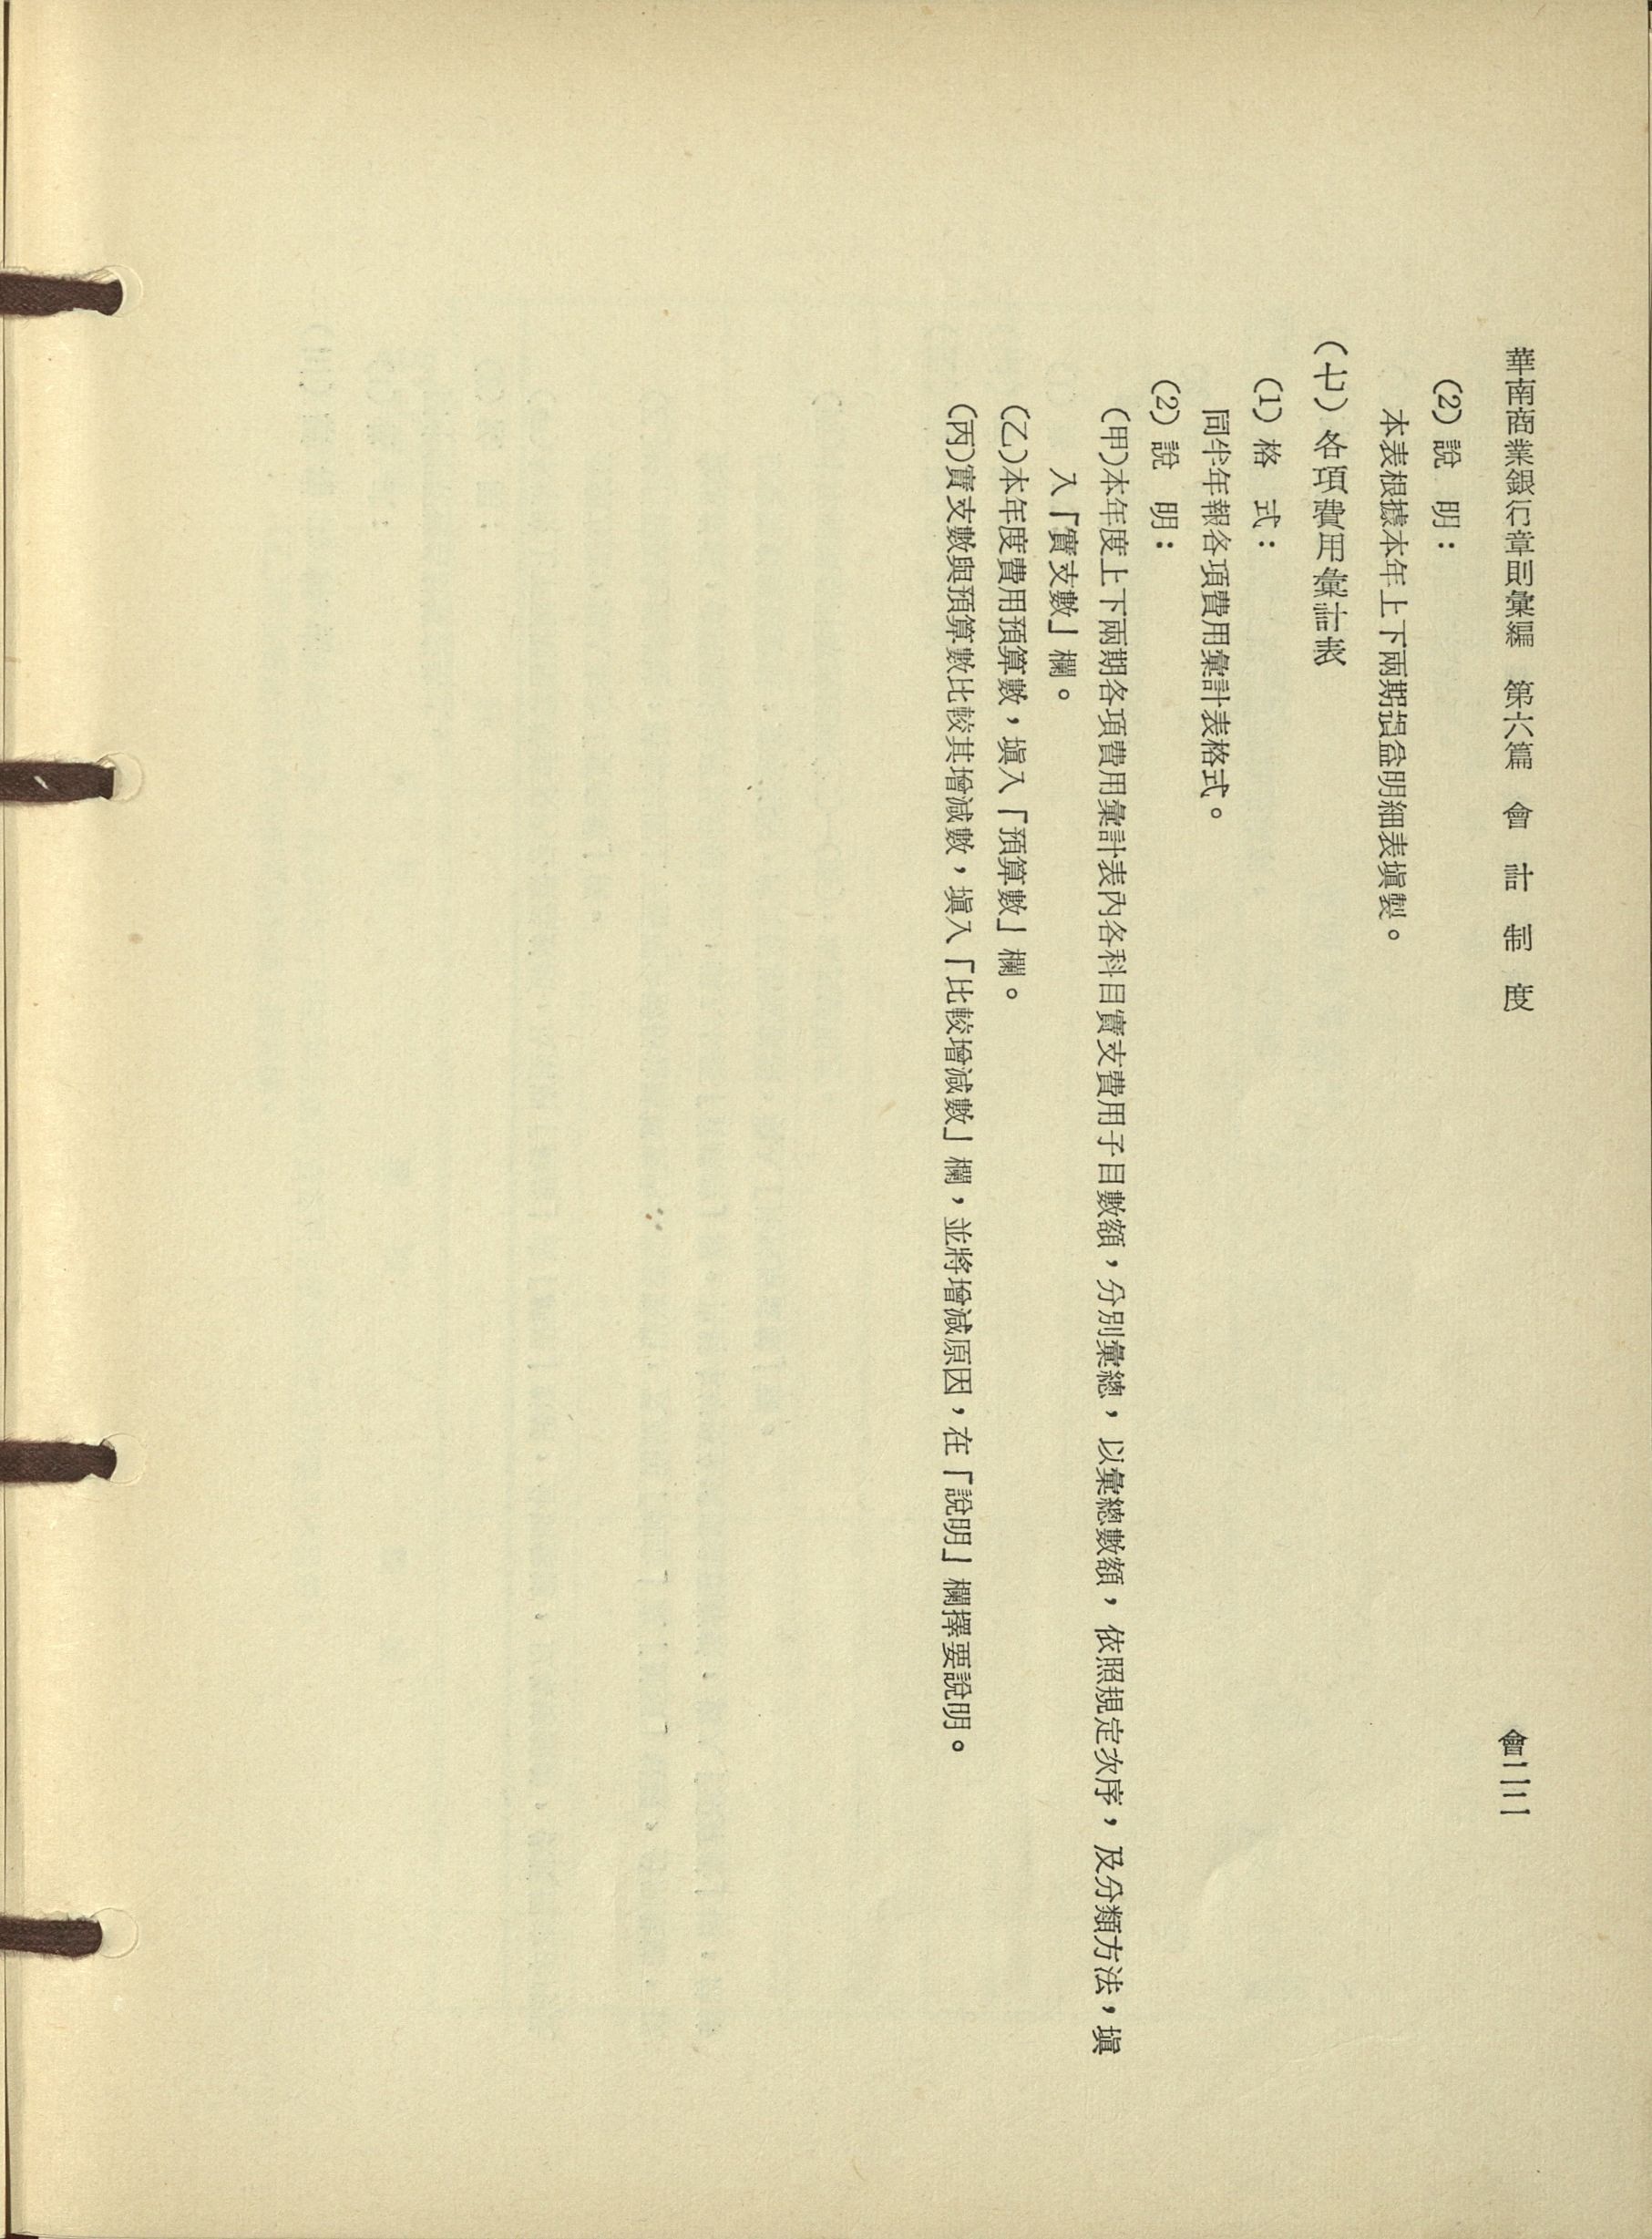 華南商業銀行章則彙編　第六篇　會　計　制　度
會
(2) 說　明：
本表根據本年上下兩期損益明細表塡製。
(七) 各項費用彙計表
(1) 格　式：
同半年報各項費用彙計表格式。
(2) 說　明：
(甲)本年度上下兩期各項費用彙計表內各科目實支費用子目數額，分別彙總，以彙總數額，依照規定次序，及分類方法，塡
入「實支數」欄。
(乙)本年度費用預算數，塡入「預算數」欄。
(丙)實支數與預算數比較其增減數，塡入「比較增減數」欄，並將增減原因，在「說明」欄擇要說明。